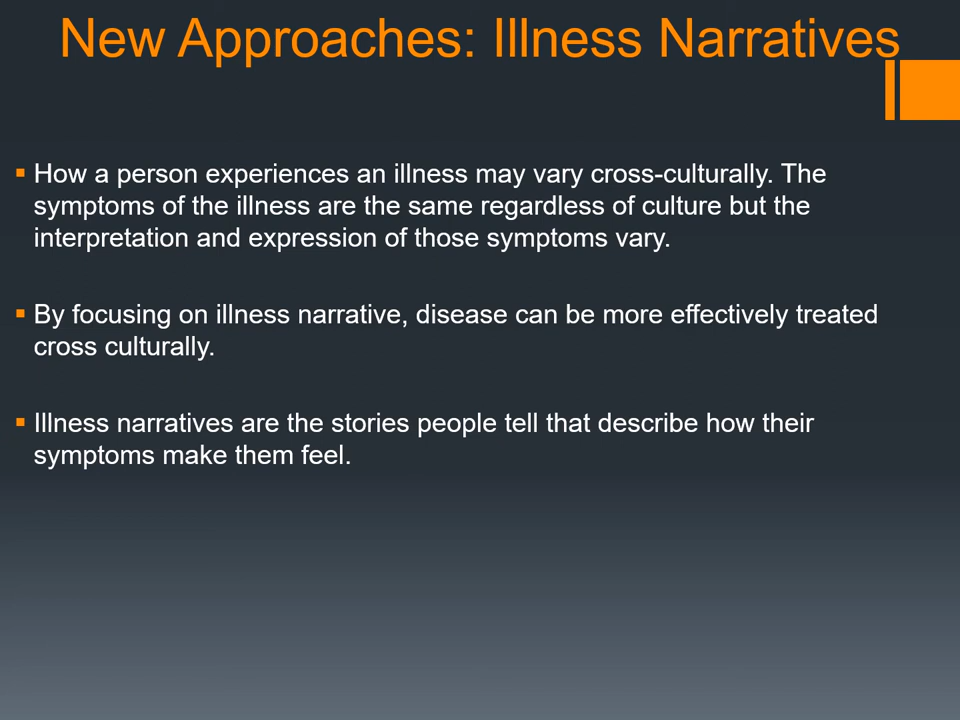 New Approaches: Illness Narratives
How a person experiences an illness may vary cross-culturally. The
symptoms of the illness are the same regardless of culture but the
interpretation and expression of those symptoms vary.
By focusing on illness narrative, disease can be more effectively treated
cross culturally.
Illness narratives are the stories people tell that describe how their
symptoms make them feel.